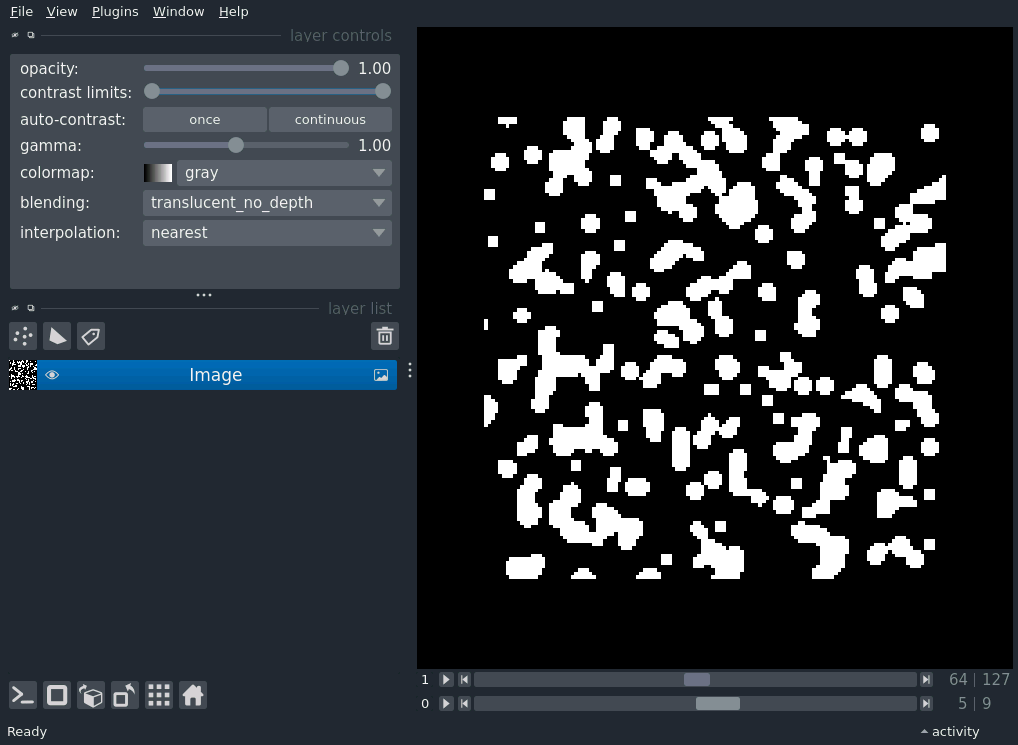 File View Plugins Window Help
layer controls
opacity: 1.00
contrast limits:
auto-contrast: once continuous
gamma: 1.00
colormap: gray
blending: translucent_no_depth
interpolation: nearest
layer list
Image
1 64 | 127
0 5 | 9
Ready activity